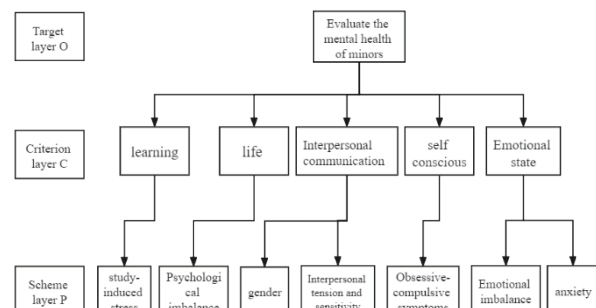 Target
layer O
Evaluate the
mental health
of minors
Criterion
layer C
learning
life
Interpersonal
communication
self
conscious
Emotional
state
Scheme
layer P
study-
induced
stress
Psychologi
cal
imbalance
gender
Interpersonal
tension and
sensitivity
Obsessive-
compulsive
symptoms
Emotional
imbalance
anxiety